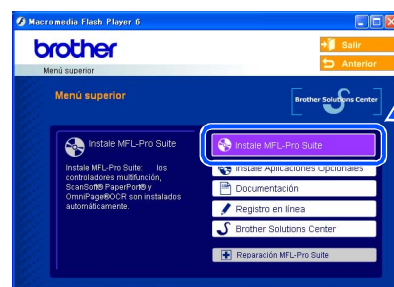 Macromedia Flash Player 6
brother
Salir
Anterior
Menú superior
Menú superior
Brother Solutions Center
Instale MFL-Pro Suite
Instale MFL-Pro Suite: los
controladores multifunción,
ScanSoft® PaperPort® y
OmniPage®OCR son instalados
automáticamente.
Instale MFL-Pro Suite
Instale Aplicaciones Opcionales
Documentación
Registro en línea
Brother Solutions Center
Reparación MFL-Pro Suite